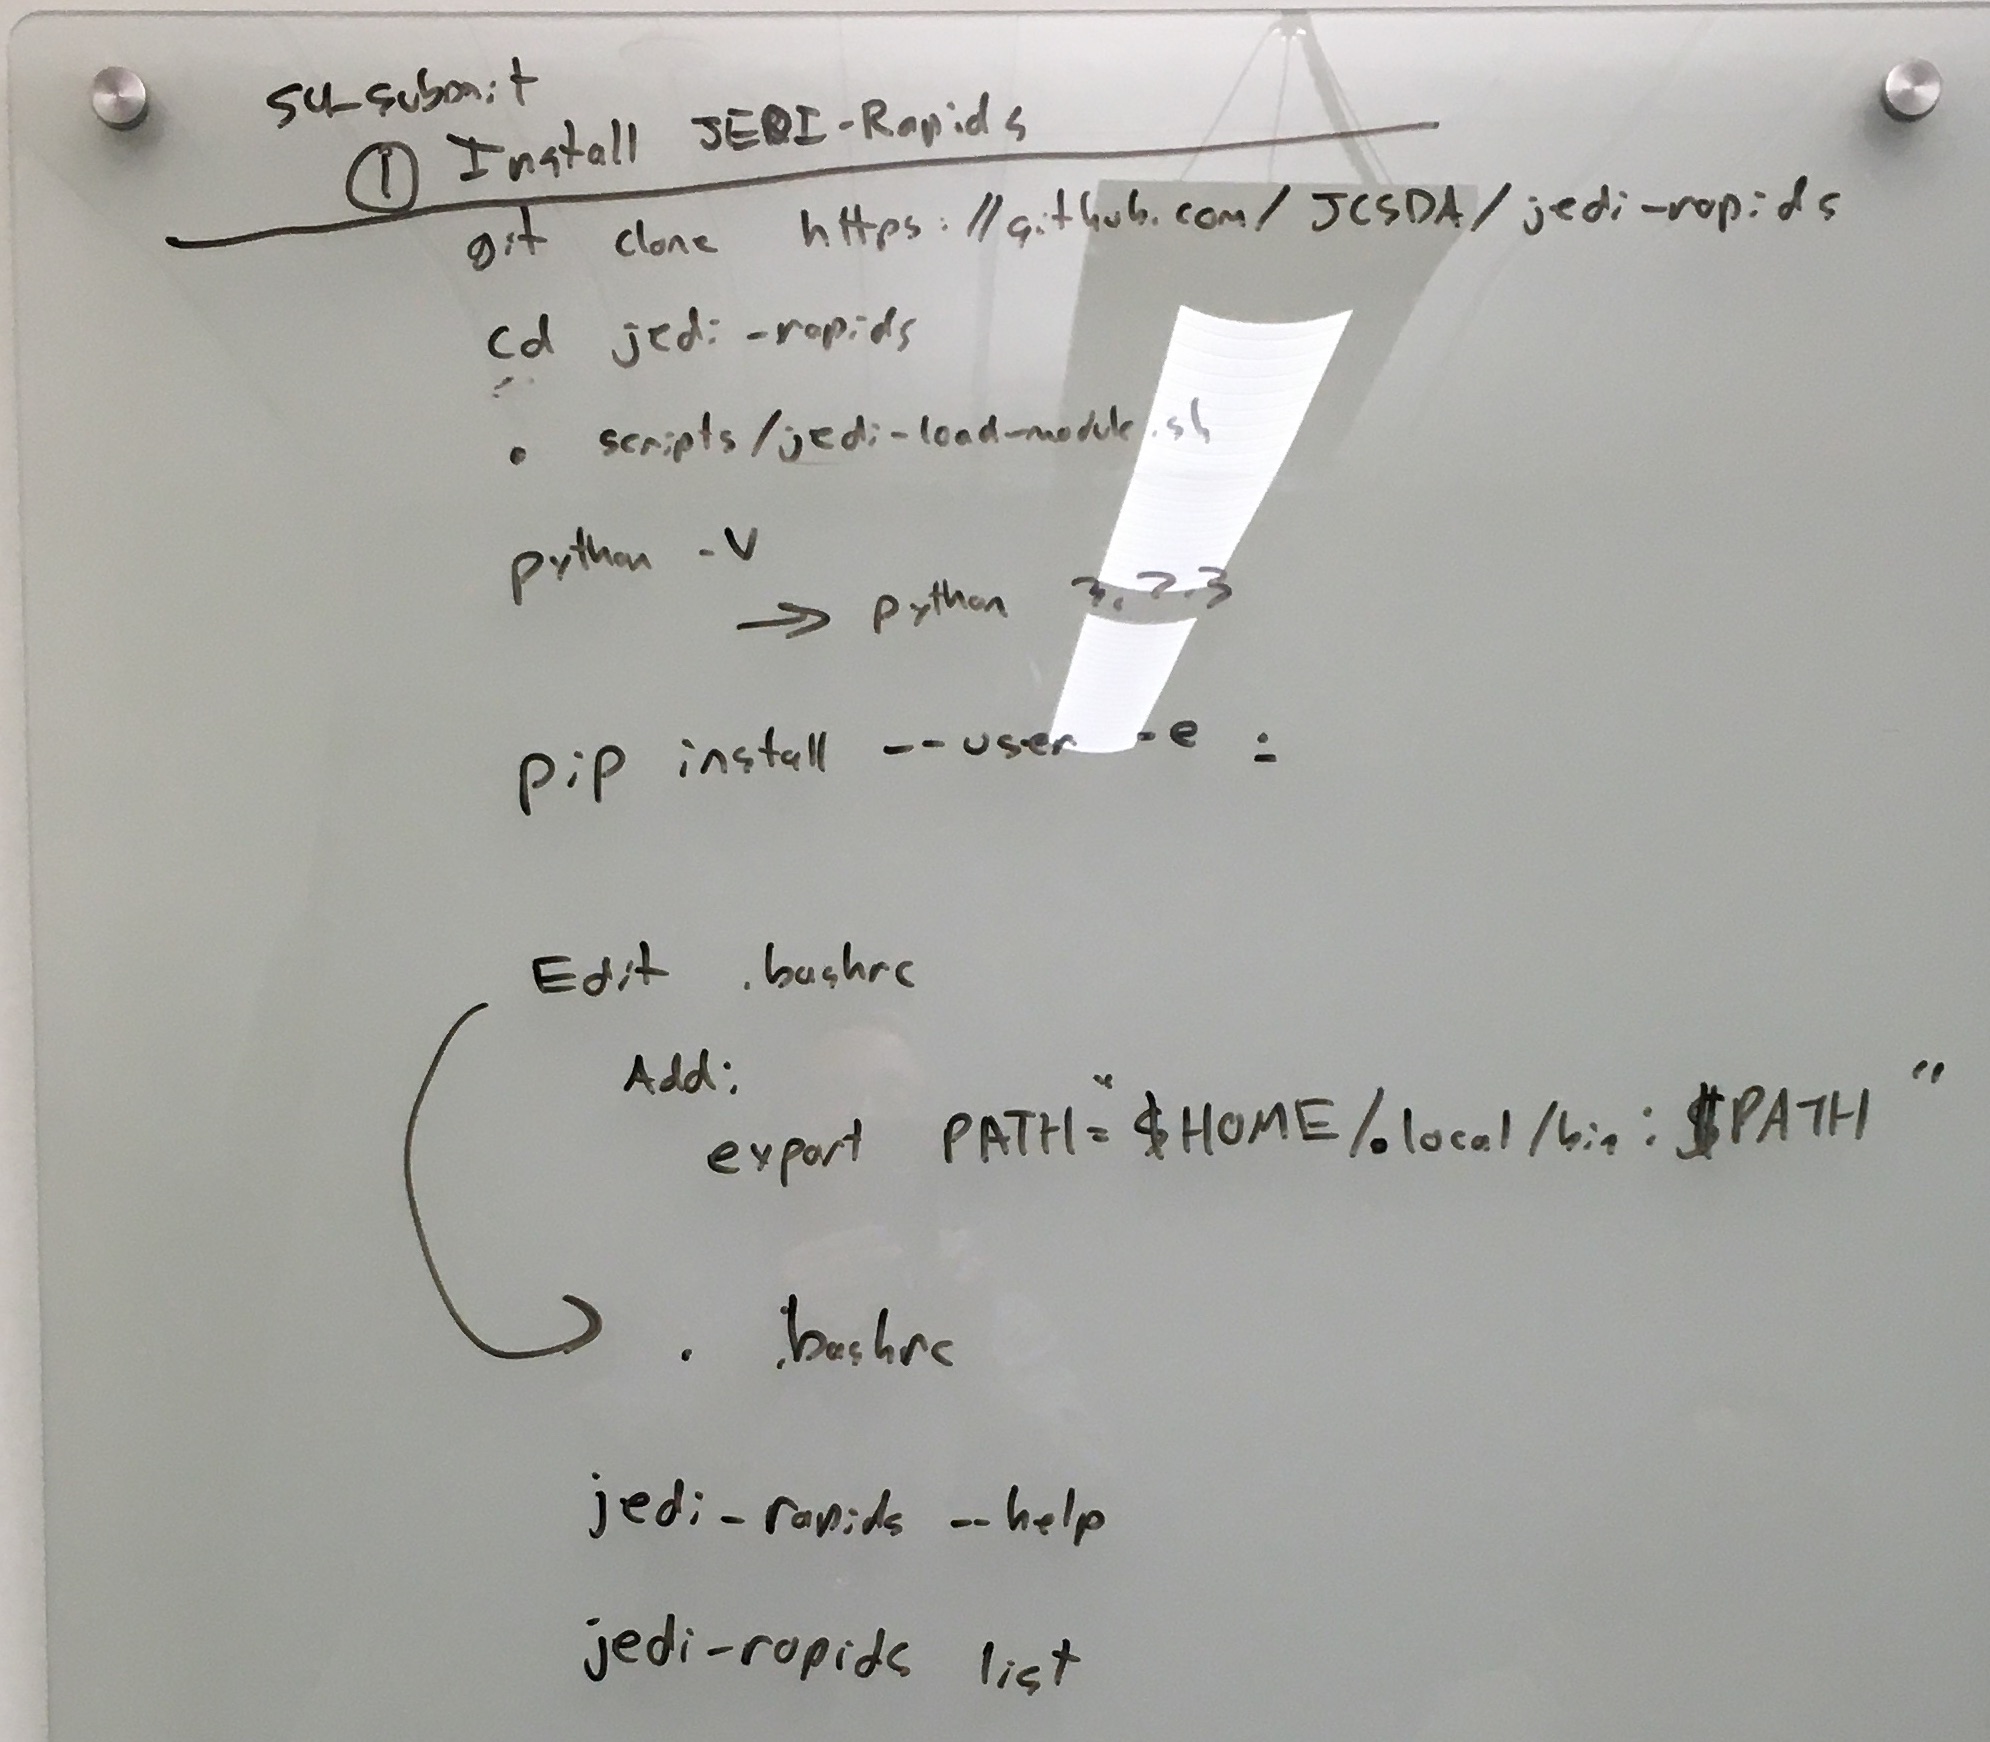 su_submit
① Install JEDI-Rapids
git clone https://github.com/JCSDA/jedi-rapids
cd jedi-rapids
. scripts/jedi-load-module.sh
python -V
→ python 3.7.3
pip install --user -e .
Edit .bashrc
Add:
export PATH="$HOME/.local/bin:$PATH"
. .bashrc
jedi-rapids --help
jedi-rapids list